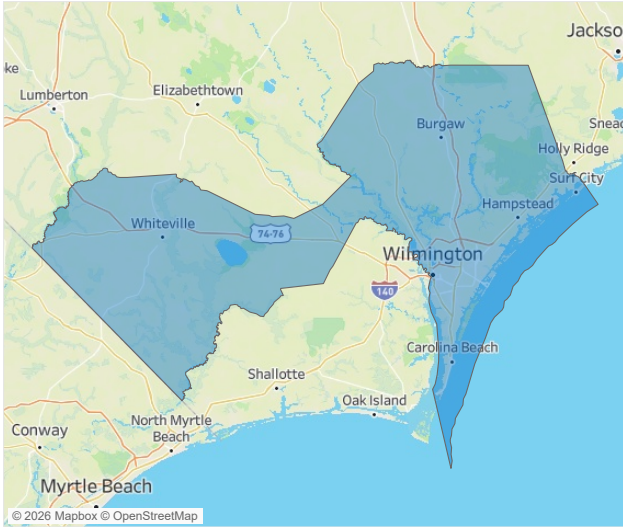 Jackso
ke
Lumberton
Elizabethtown
Burgaw
Sneac
Holly Ridge
Surf City
Whiteville
Hampstead
74-76
Wilmington
140
Carolina Beach
Shallotte
Oak Island
North Myrtle
Beach
Conway
Myrtle Beach
© 2026 Mapbox © OpenStreetMap